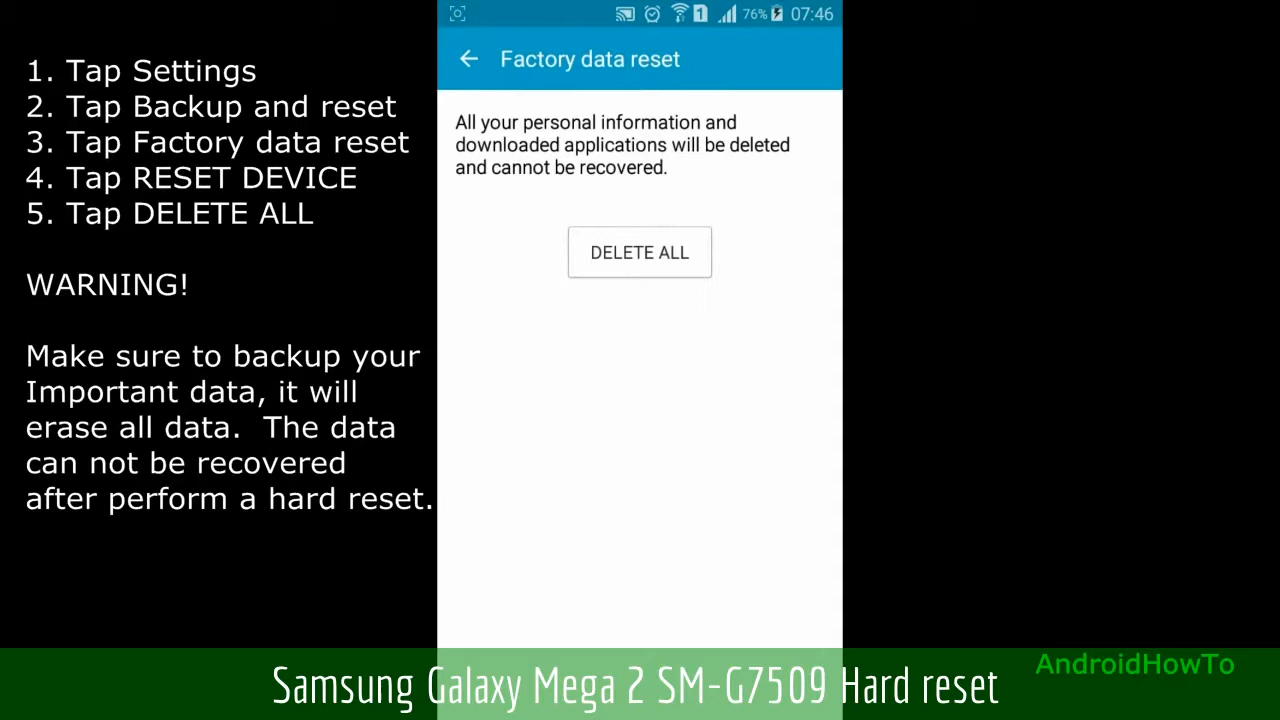 1. Tap Settings
2. Tap Backup and reset
3. Tap Factory data reset
4. Tap RESET DEVICE
5. Tap DELETE ALL
WARNING!
Make sure to backup your
Important data, it will
erase all data.  The data
can not be recovered
after perform a hard reset.
1 76% 07:46
Factory data reset
All your personal information and
downloaded applications will be deleted
and cannot be recovered.
DELETE ALL
AndroidHowTo
Samsung Galaxy Mega 2 SM-G7509 Hard reset